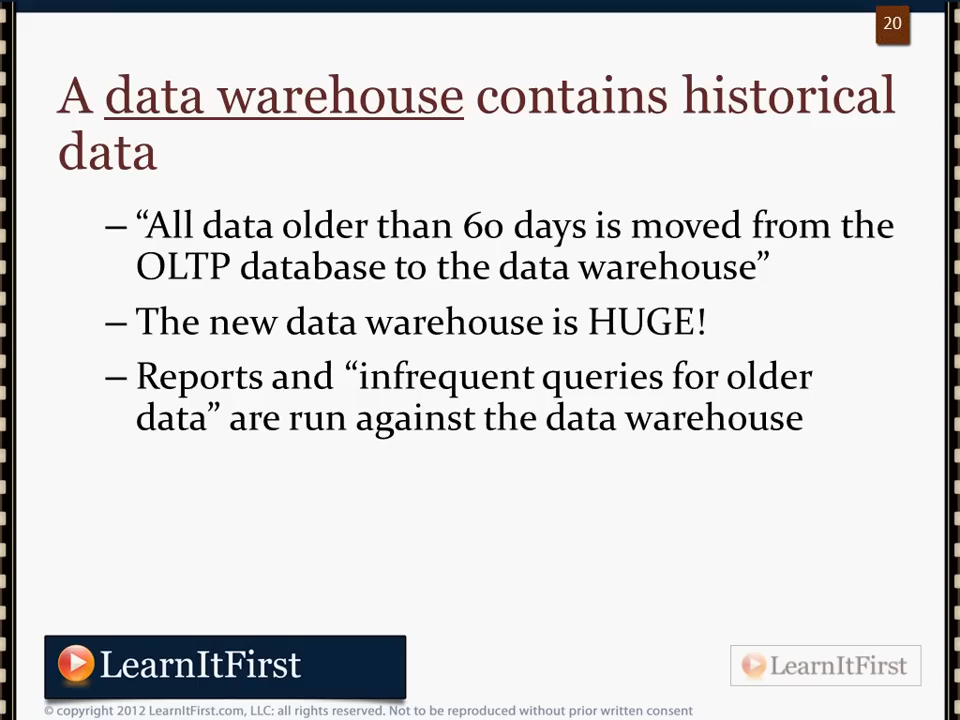 20
A data warehouse contains historical
data
– “All data older than 60 days is moved from the
OLTP database to the data warehouse”
– The new data warehouse is HUGE!
– Reports and “infrequent queries for older
data” are run against the data warehouse
LearnItFirst
LearnItFirst
© copyright 2012 LearnItFirst.com, LLC: all rights reserved. Not to be reproduced without prior written consent